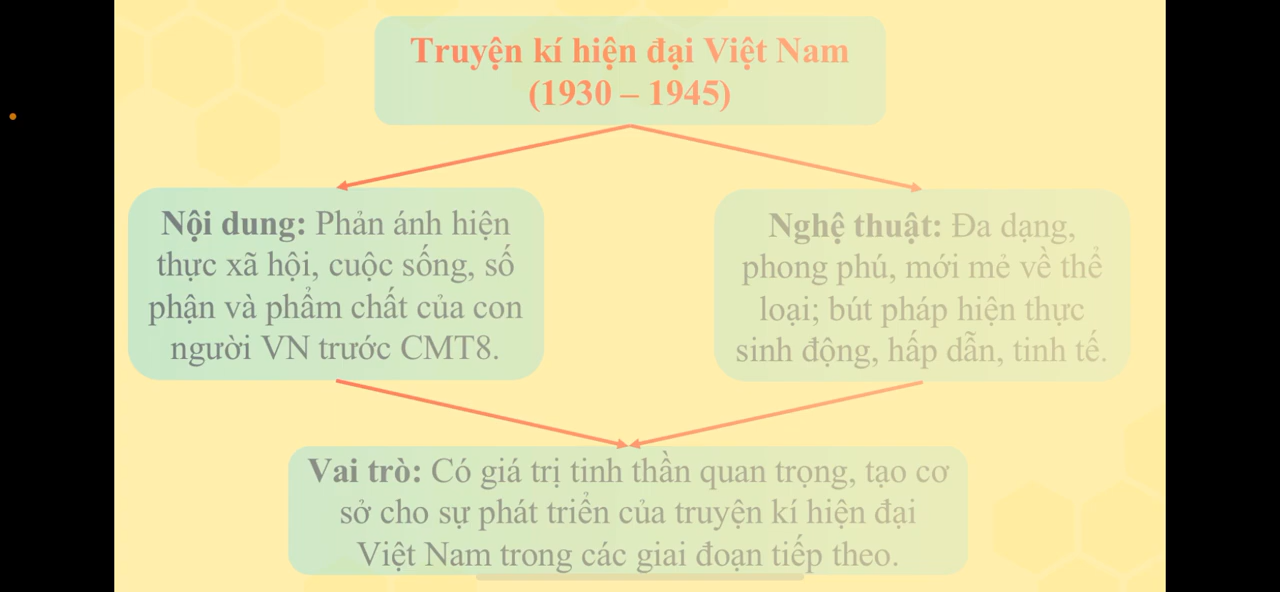 Truyện kí hiện đại Việt Nam
(1930 – 1945)
Nội dung: Phản ánh hiện
thực xã hội, cuộc sống, số
phận và phẩm chất của con
người VN trước CMT8.
Nghệ thuật: Đa dạng,
phong phú, mới mẻ về thể
loại; bút pháp hiện thực
sinh động, hấp dẫn, tinh tế.
Vai trò: Có giá trị tinh thần quan trọng, tạo cơ
sở cho sự phát triển của truyện kí hiện đại
Việt Nam trong các giai đoạn tiếp theo.